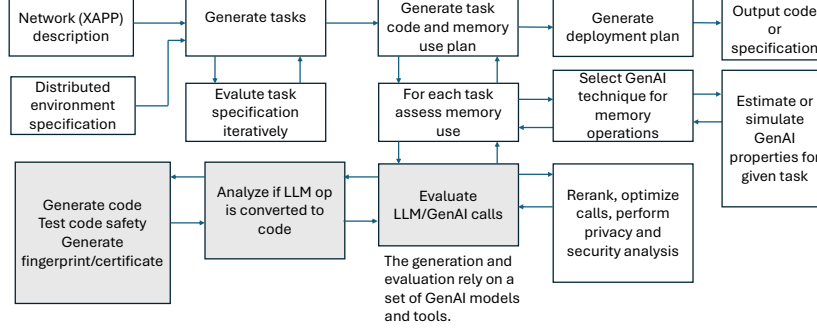 Network (XAPP)
description
Generate tasks
Generate task
code and memory
use plan
Generate
deployment plan
Output code
or
specification
Distributed
environment
specification
Evalute task
specification
iteratively
For each task
assess memory
use
Select GenAI
technique for
memory
operations
Estimate or
simulate
GenAI
properties for
given task
Generate code
Test code safety
Generate
fingerprint/certificate
Analyze if LLM op
is converted to
code
Evaluate
LLM/GenAI calls
Rerank, optimize
calls, perform
privacy and
security analysis
The generation and
evaluation rely on a
set of GenAI models
and tools.